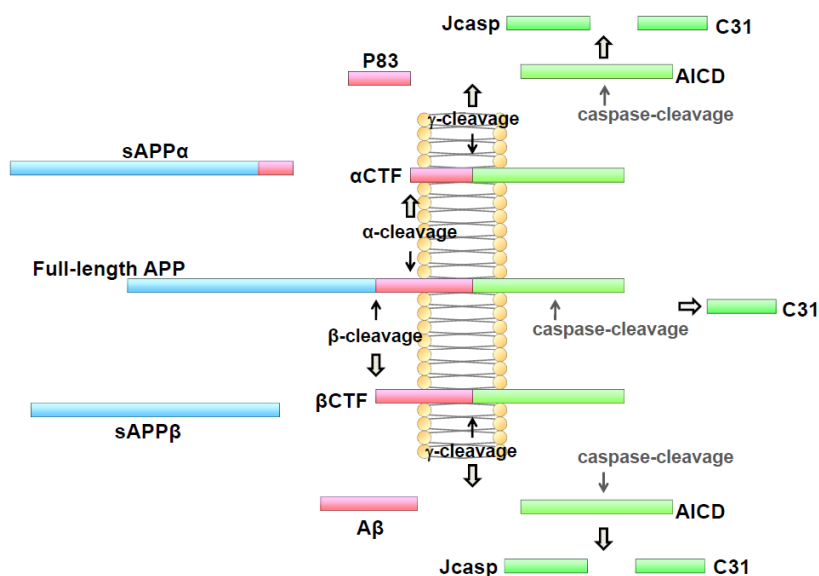 Jcasp
C31
P83
AICD
γ-cleavage
caspase-cleavage
sAPPα
αCTF
α-cleavage
Full-length APP
C31
β-cleavage
caspase-cleavage
βCTF
sAPPβ
γ-cleavage
caspase-cleavage
Aβ
AICD
Jcasp
C31